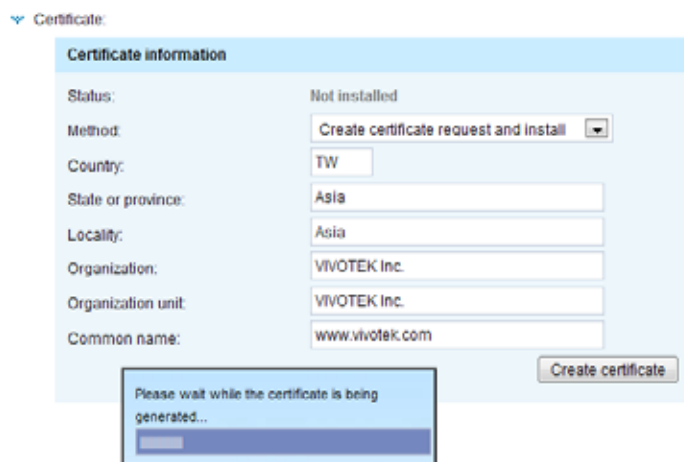 Certificate:
Certificate information
Status: Not installed
Method: Create certificate request and install
Country: TW
State or province: Asia
Locality: Asia
Organization: VIVOTEK Inc.
Organization unit: VIVOTEK Inc.
Common name: www.vivotek.com
Create certificate
Please wait while the certificate is being
generated...